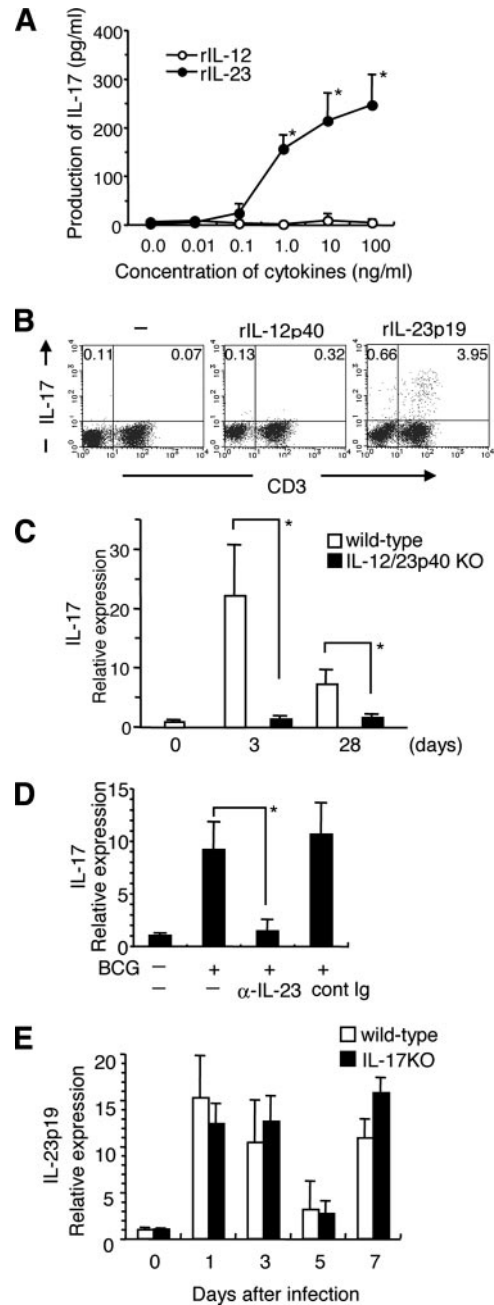 A
rIL-12
rIL-23
Production of IL-17 (pg/ml)
400
300
200
100
0
*
*
*
0.0 0.01 0.1 1.0 10 100
Concentration of cytokines (ng/ml)
B
– rIL-12p40 rIL-23p19
0.11 0.07 0.13 0.32 0.66 3.95
– IL-17
CD3
C
wild-type
IL-12/23p40 KO
IL-17
Relative expression
30
20
10
0
*
*
0 3 28 (days)
D
IL-17
Relative expression
15
10
5
0
*
BCG – + + +
– – α-IL-23 cont Ig
E
wild-type
IL-17KO
IL-23p19
Relative expression
20
15
10
5
0
0 1 3 5 7
Days after infection